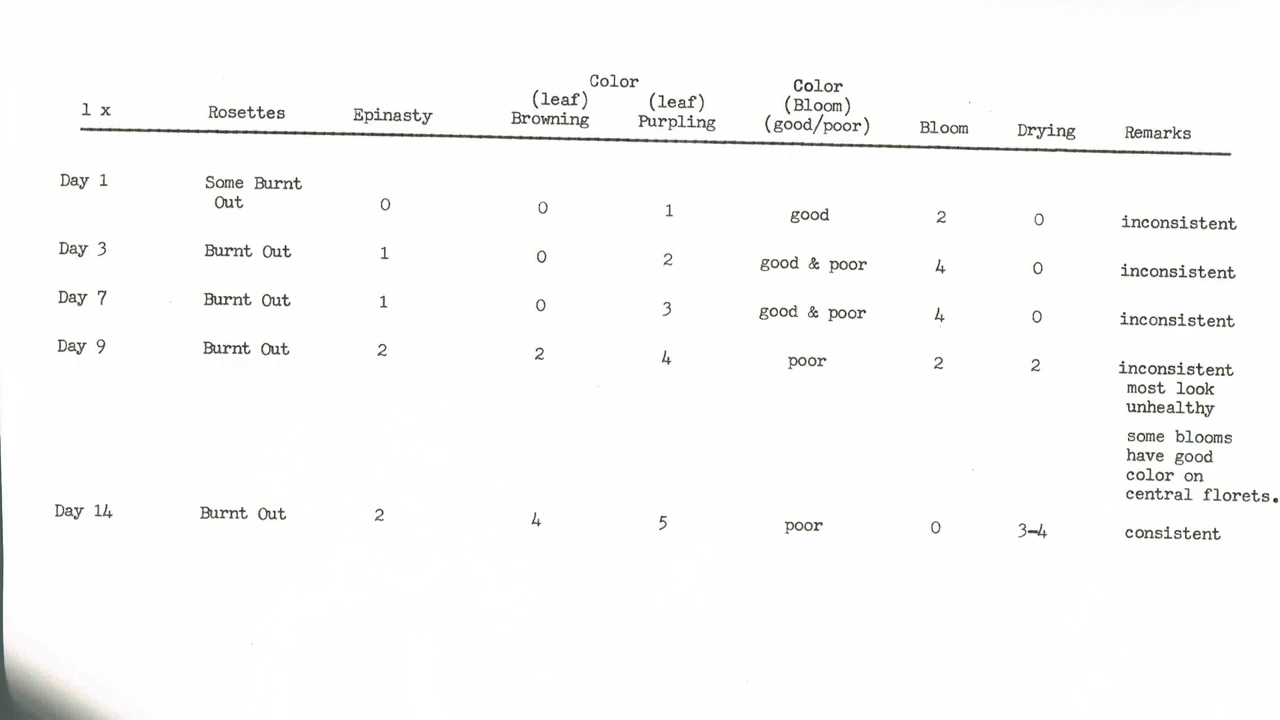 Color
1 x Rosettes Epinasty (leaf) Browning (leaf) Purpling Color (Bloom) (good/poor) Bloom Drying Remarks
Day 1 Some Burnt Out 0 0 1 good 2 0 inconsistent
Day 3 Burnt Out 1 0 2 good & poor 4 0 inconsistent
Day 7 Burnt Out 1 0 3 good & poor 4 0 inconsistent
Day 9 Burnt Out 2 2 4 poor 2 2 inconsistent
most look
unhealthy
some blooms
have good
color on
central florets.
Day 14 Burnt Out 2 4 5 poor 0 3-4 consistent